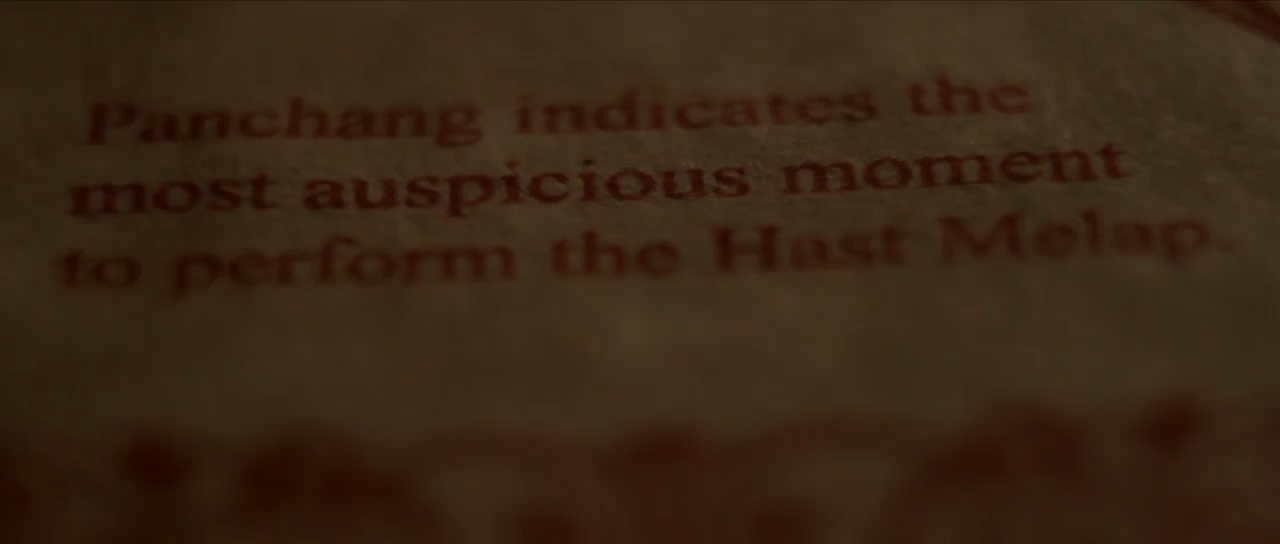 Panchang indicates the
most auspicious moment
to perform the Hast Melap.